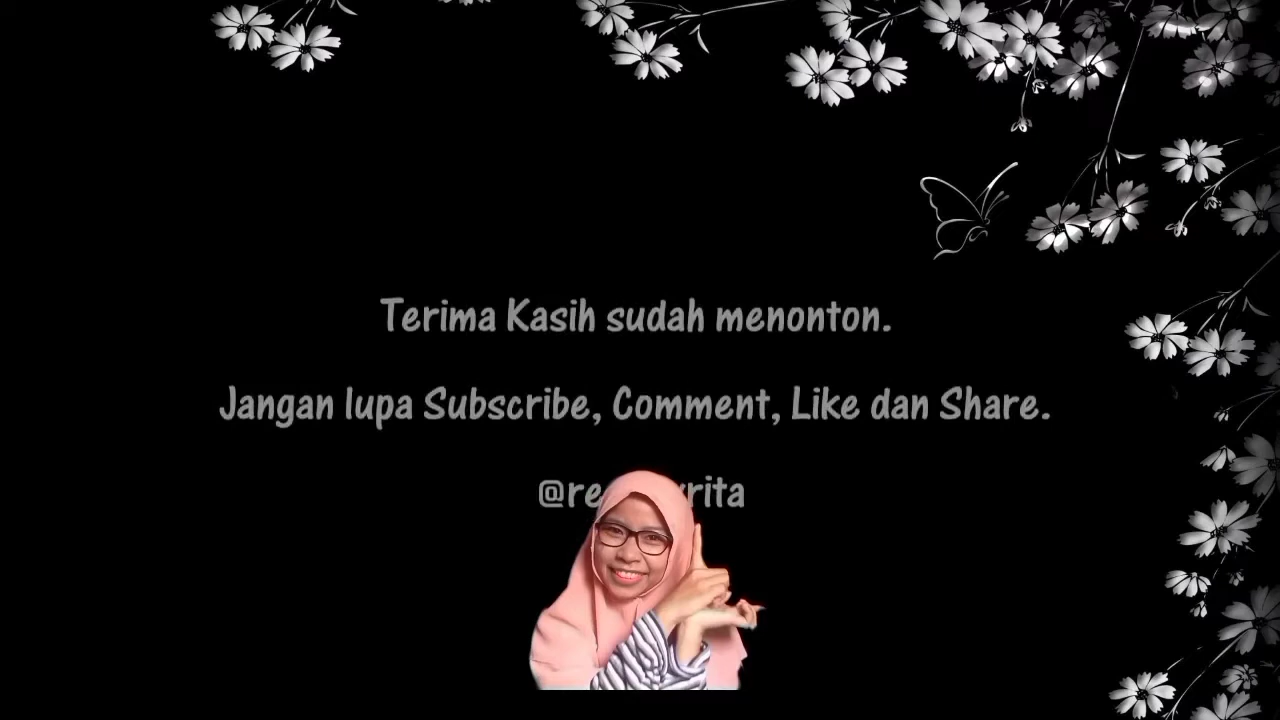 Terima Kasih sudah menonton.
Jangan lupa Subscribe, Comment, Like dan Share.